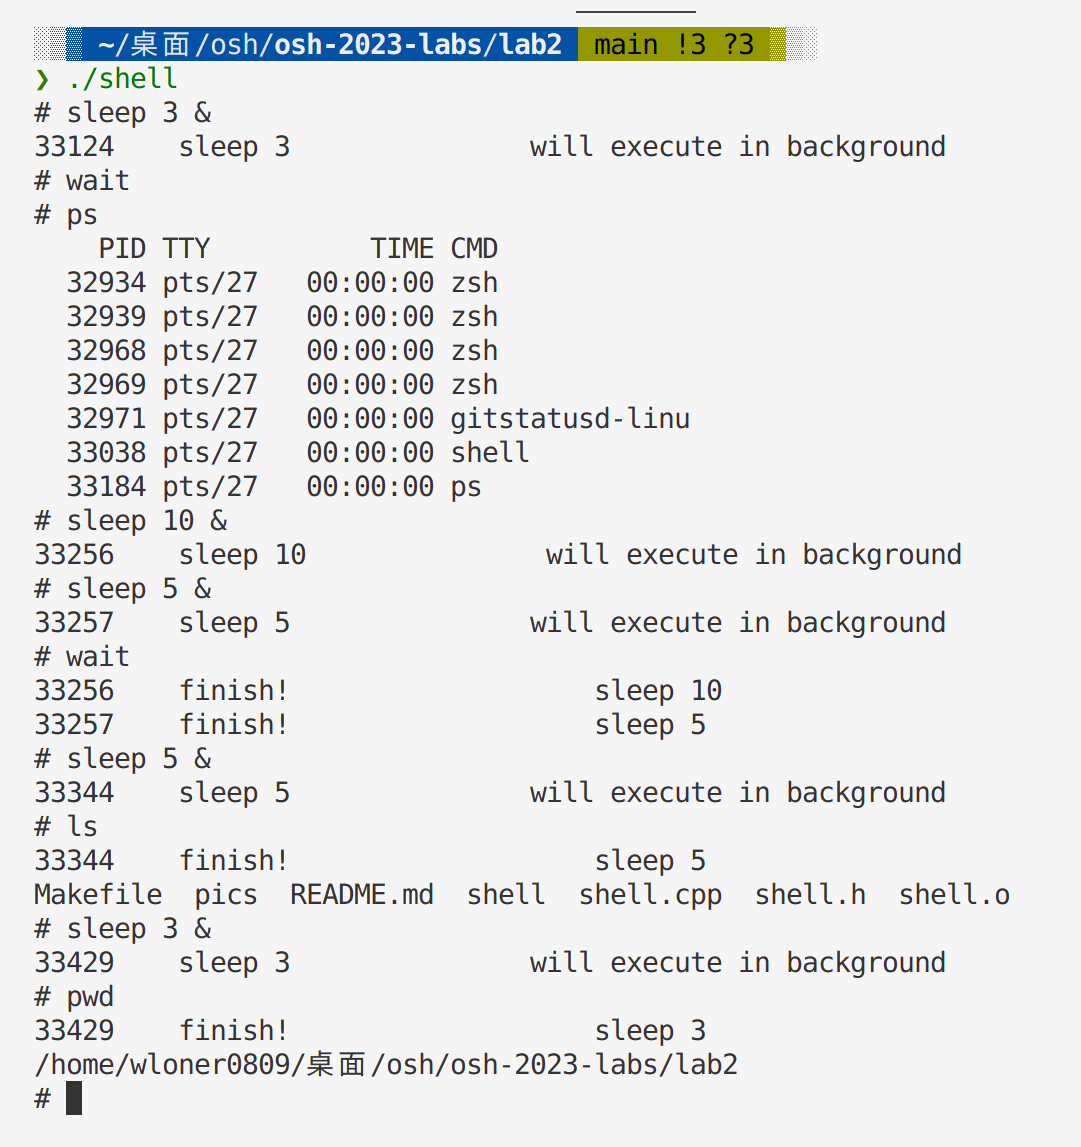 ~/桌面/osh/osh-2023-labs/lab2 main !3 ?3
❯ ./shell
# sleep 3 &
33124    sleep 3               will execute in background
# wait
# ps
    PID TTY          TIME CMD
  32934 pts/27   00:00:00 zsh
  32939 pts/27   00:00:00 zsh
  32968 pts/27   00:00:00 zsh
  32969 pts/27   00:00:00 zsh
  32971 pts/27   00:00:00 gitstatusd-linu
  33038 pts/27   00:00:00 shell
  33184 pts/27   00:00:00 ps
# sleep 10 &
33256    sleep 10               will execute in background
# sleep 5 &
33257    sleep 5               will execute in background
# wait
33256    finish!                   sleep 10
33257    finish!                   sleep 5
# sleep 5 &
33344    sleep 5               will execute in background
# ls
33344    finish!                   sleep 5
Makefile  pics  README.md  shell  shell.cpp  shell.h  shell.o
# sleep 3 &
33429    sleep 3               will execute in background
# pwd
33429    finish!                   sleep 3
/home/wloner0809/桌面/osh/osh-2023-labs/lab2
#